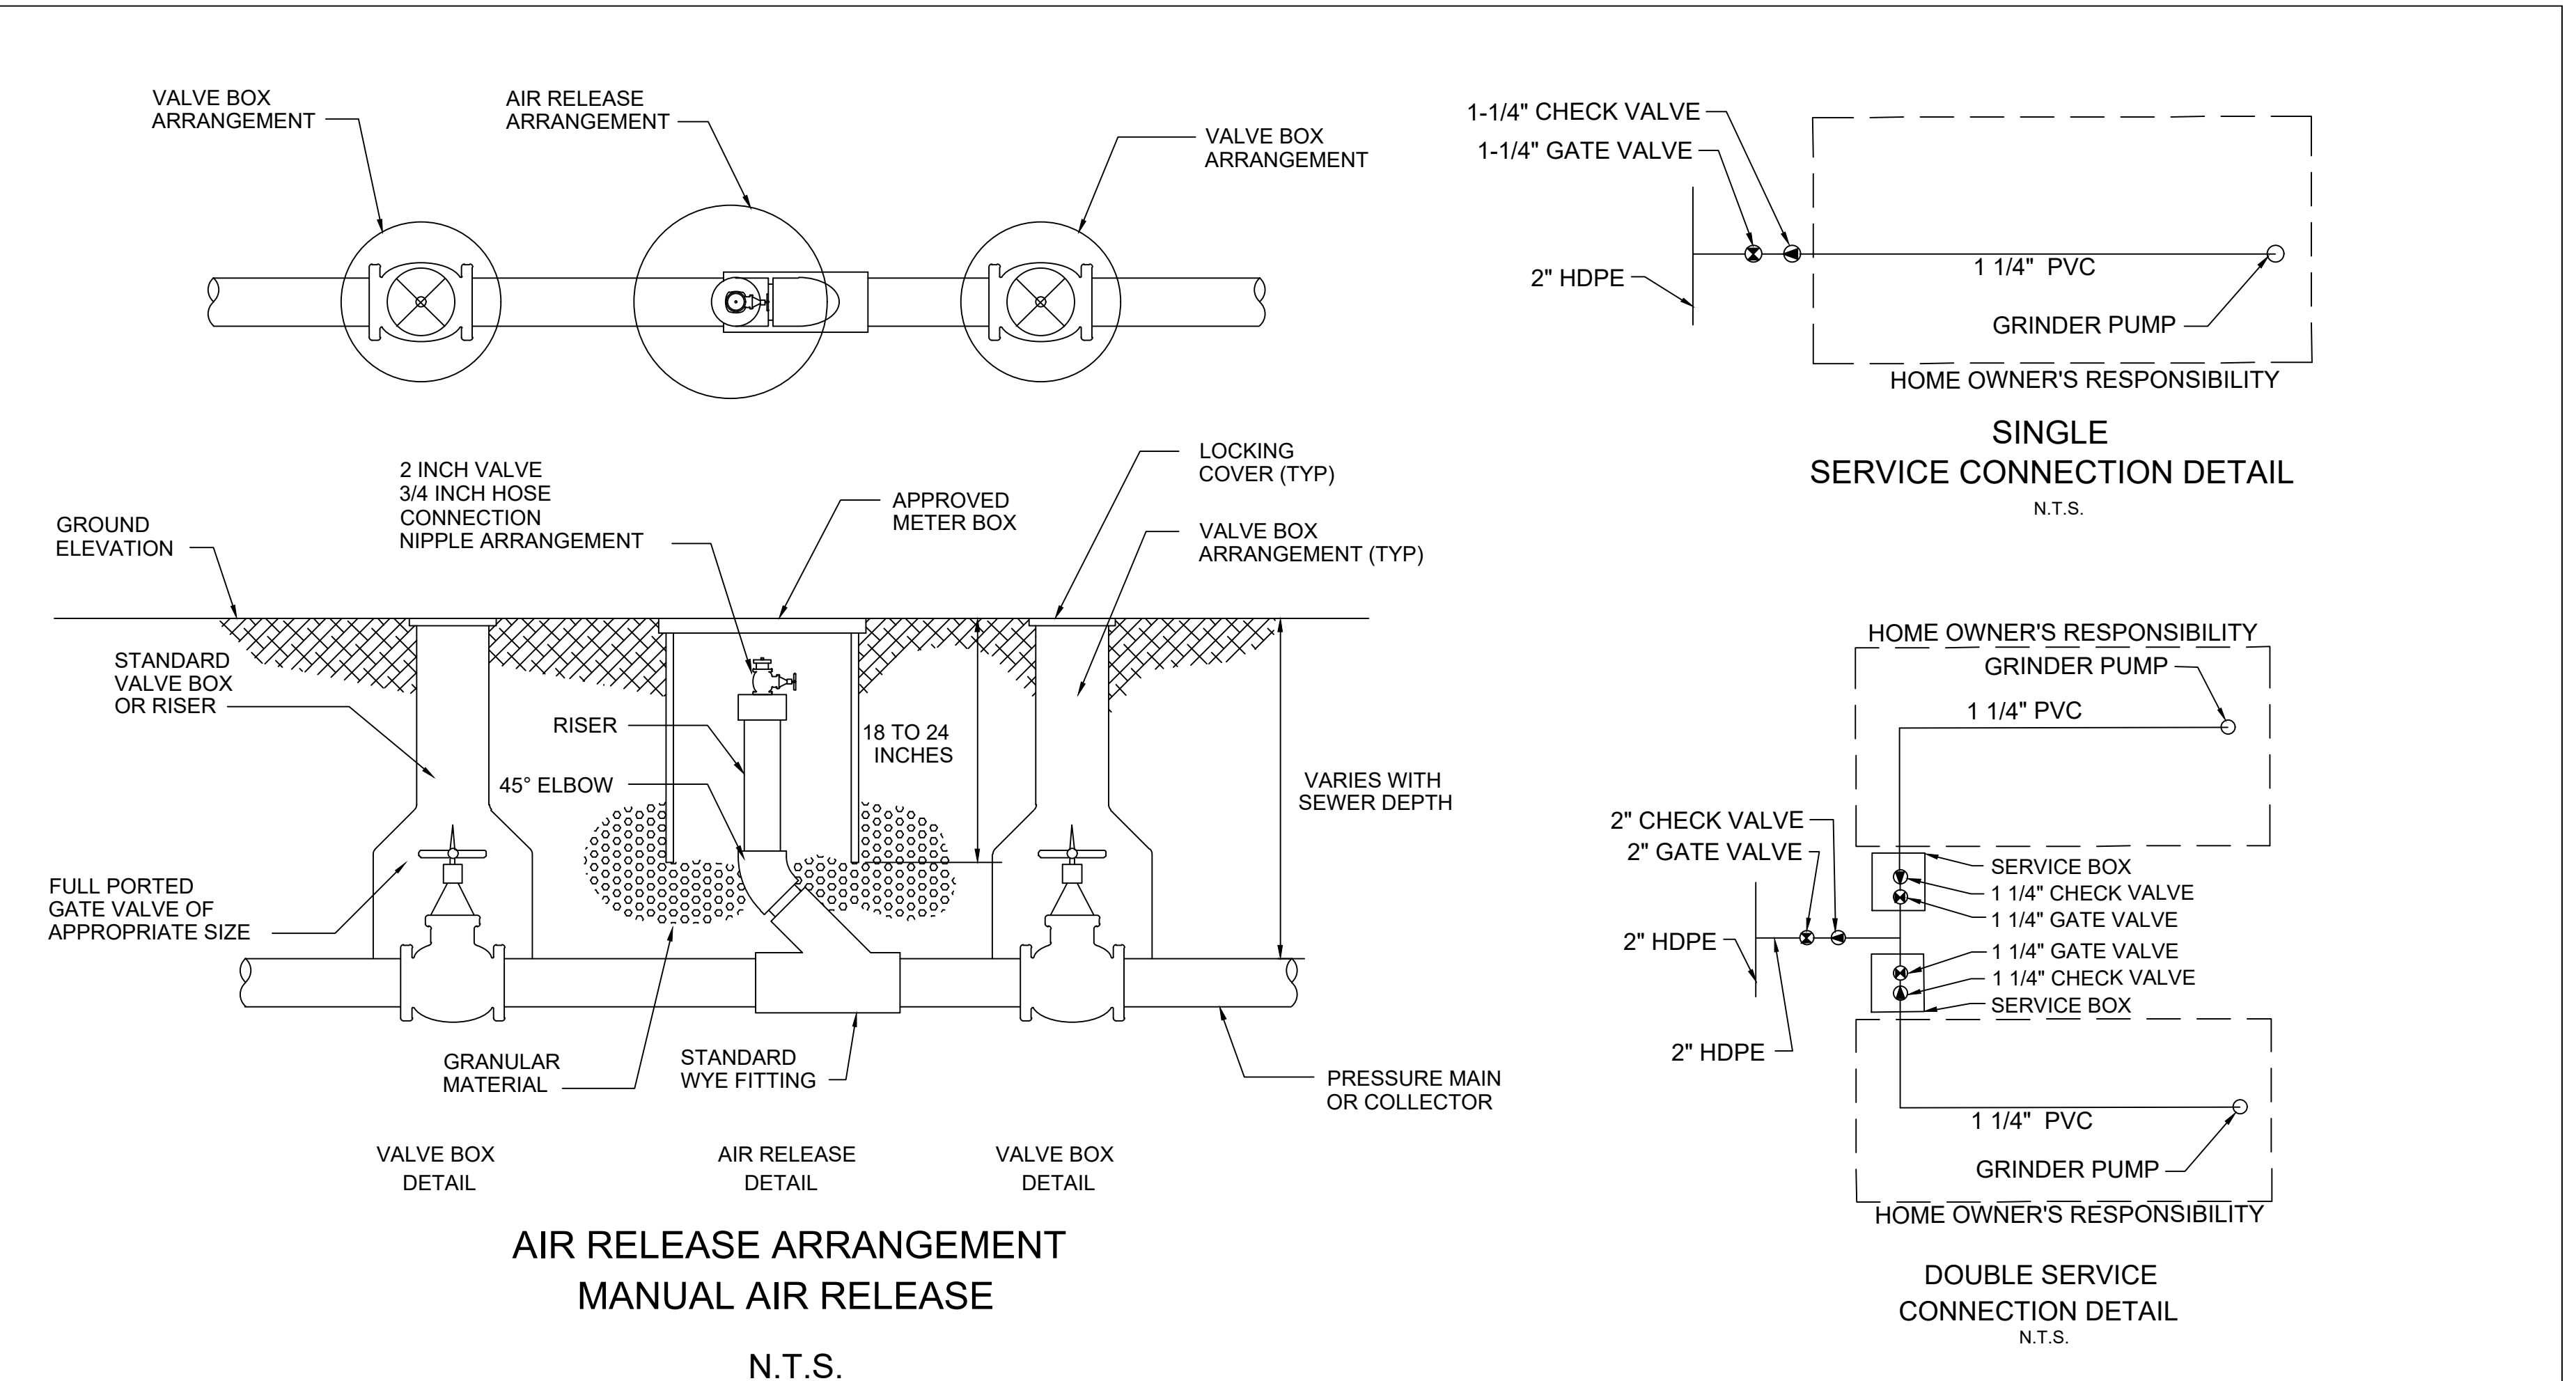 VALVE BOX
ARRANGEMENT
AIR RELEASE
ARRANGEMENT
VALVE BOX
ARRANGEMENT
2 INCH VALVE
3/4 INCH HOSE
CONNECTION
NIPPLE ARRANGEMENT
APPROVED
METER BOX
LOCKING
COVER (TYP)
VALVE BOX
ARRANGEMENT (TYP)
GROUND
ELEVATION
STANDARD
VALVE BOX
OR RISER
RISER
18 TO 24
INCHES
45° ELBOW
VARIES WITH
SEWER DEPTH
FULL PORTED
GATE VALVE OF
APPROPRIATE SIZE
GRANULAR
MATERIAL
STANDARD
WYE FITTING
PRESSURE MAIN
OR COLLECTOR
VALVE BOX
DETAIL
AIR RELEASE
DETAIL
VALVE BOX
DETAIL
AIR RELEASE ARRANGEMENT
MANUAL AIR RELEASE
N.T.S.
1-1/4" CHECK VALVE
1-1/4" GATE VALVE
2" HDPE
1 1/4" PVC
GRINDER PUMP
HOME OWNER'S RESPONSIBILITY
SINGLE
SERVICE CONNECTION DETAIL
N.T.S.
HOME OWNER'S RESPONSIBILITY
GRINDER PUMP
1 1/4" PVC
2" CHECK VALVE
2" GATE VALVE
SERVICE BOX
1 1/4" CHECK VALVE
1 1/4" GATE VALVE
2" HDPE
1 1/4" GATE VALVE
1 1/4" CHECK VALVE
SERVICE BOX
2" HDPE
1 1/4" PVC
GRINDER PUMP
HOME OWNER'S RESPONSIBILITY
DOUBLE SERVICE
CONNECTION DETAIL
N.T.S.